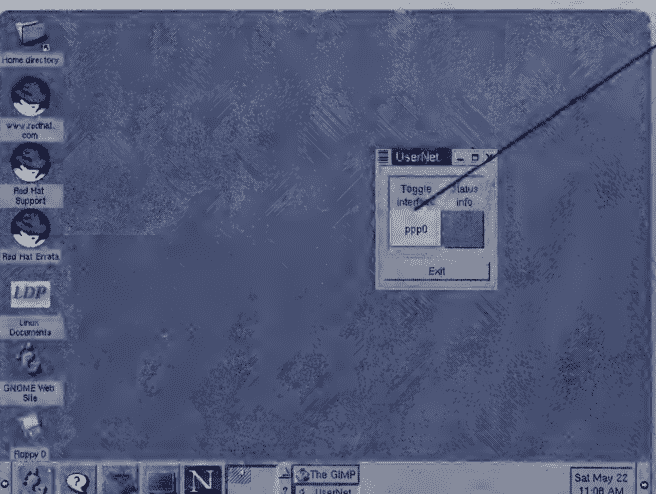 Home directory
www.redhat.
com
Red Hat
Support
Red Hat Errata
LDP
Linux
Documents
GNOME Web
Site
Floppy 0
UserNet
Toggle
interface
Status
info
ppp0
Exit
N
The GIMP
UserNet
Sat May 22
11:08 AM